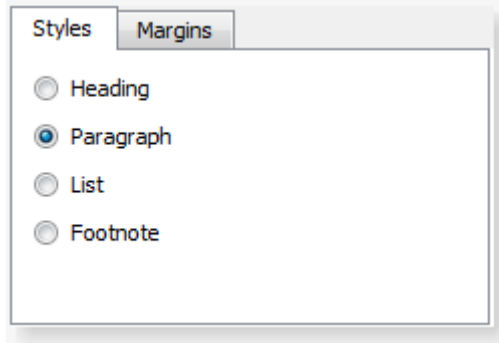 Styles Margins
Heading
Paragraph
List
Footnote